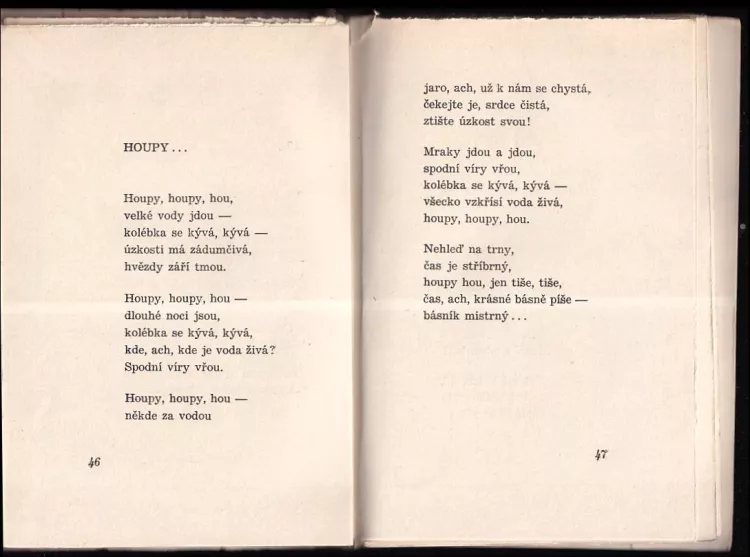 HOUPY...
Houpy, houpy, hou,
velké vody jdou —
kolébka se kývá, kývá —
úzkosti má zádumčivá,
hvězdy září tmou.
Houpy, houpy, hou —
dlouhé noci jsou,
kolébka se kývá, kývá,
kde, ach, kde je voda živá?
Spodní víry vřou.
Houpy, houpy, hou —
někde za vodou
46
jaro, ach, už k nám se chystá,
čekejte je, srdce čistá,
ztište úzkost svou!
Mraky jdou a jdou,
spodní víry vřou,
kolébka se kývá, kývá —
všecko vzkřísí voda živá,
houpy, houpy, hou.
Nehleď na trny,
čas je stříbrný,
houpy hou, jen tiše, tiše,
čas, ach, krásné básně píše —
básník mistrný...
47